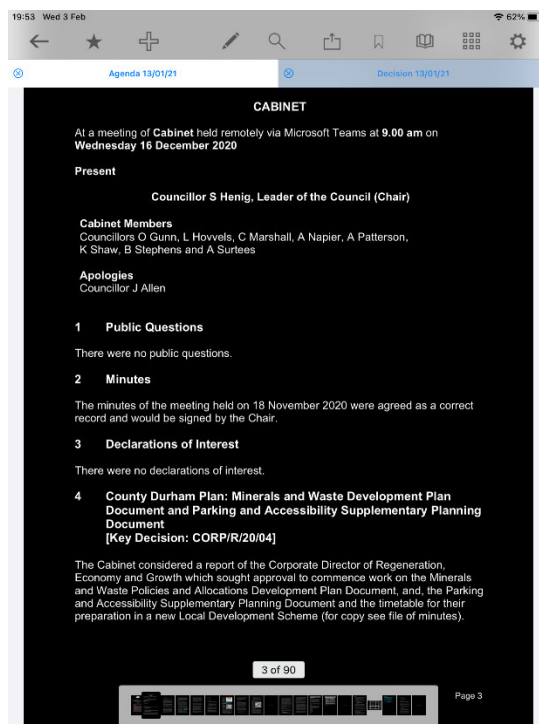 19:53 Wed 3 Feb
62%
Agenda 13/01/21
Decision 13/01/21
CABINET
At a meeting of Cabinet held remotely via Microsoft Teams at 9.00 am on
Wednesday 16 December 2020
Present
Councillor S Henig, Leader of the Council (Chair)
Cabinet Members
Councillors O Gunn, L Hovvels, C Marshall, A Napier, A Patterson,
K Shaw, B Stephens and A Surtees
Apologies
Councillor J Allen
1 Public Questions
There were no public questions.
2 Minutes
The minutes of the meeting held on 18 November 2020 were agreed as a correct
record and would be signed by the Chair.
3 Declarations of Interest
There were no declarations of interest.
4 County Durham Plan: Minerals and Waste Development Plan
Document and Parking and Accessibility Supplementary Planning
Document
[Key Decision: CORP/R/20/04]
The Cabinet considered a report of the Corporate Director of Regeneration,
Economy and Growth which sought approval to commence work on the Minerals
and Waste Policies and Allocations Development Plan Document, and, the Parking
and Accessibility Supplementary Planning Document and the timetable for their
preparation in a new Local Development Scheme (for copy see file of minutes).
3 of 90
Page 3